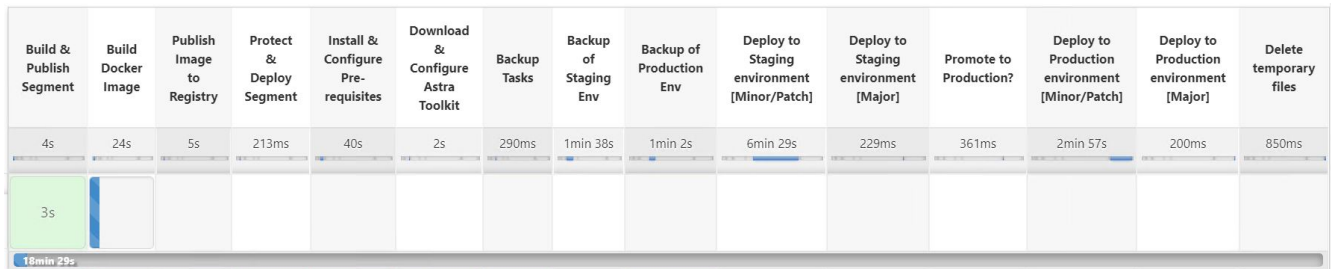 Build &
Publish
Segment
Build
Docker
Image
Publish
Image
to
Registry
Protect
&
Deploy
Segment
Install &
Configure
Pre-
requisites
Download
&
Configure
Astra
Toolkit
Backup
Tasks
Backup
of
Staging
Env
Backup of
Production
Env
Deploy to
Staging
environment
[Minor/Patch]
Deploy to
Staging
environment
[Major]
Promote to
Production?
Deploy to
Production
environment
[Minor/Patch]
Deploy to
Production
environment
[Major]
Delete
temporary
files
4s 24s 5s 213ms 40s 2s 290ms 1min 38s 1min 2s 6min 29s 229ms 361ms 2min 57s 200ms 850ms
3s
18min 29s